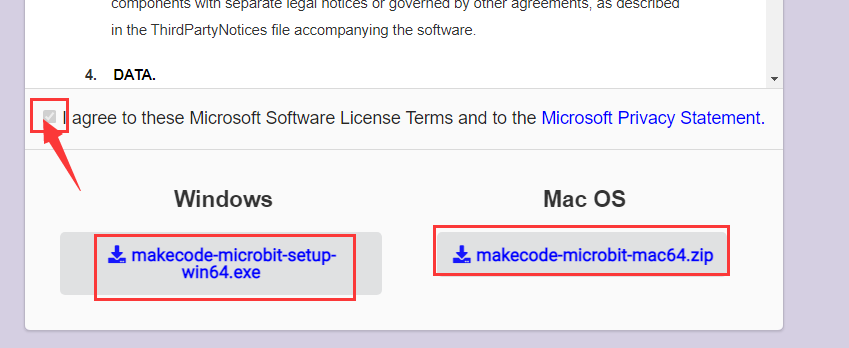 components with separate legal notices or governed by other agreements, as described
in the ThirdPartyNotices file accompanying the software.
4. DATA.
I agree to these Microsoft Software License Terms and to the Microsoft Privacy Statement.
Windows
Mac OS
makecode-microbit-setup-
win64.exe
makecode-microbit-mac64.zip